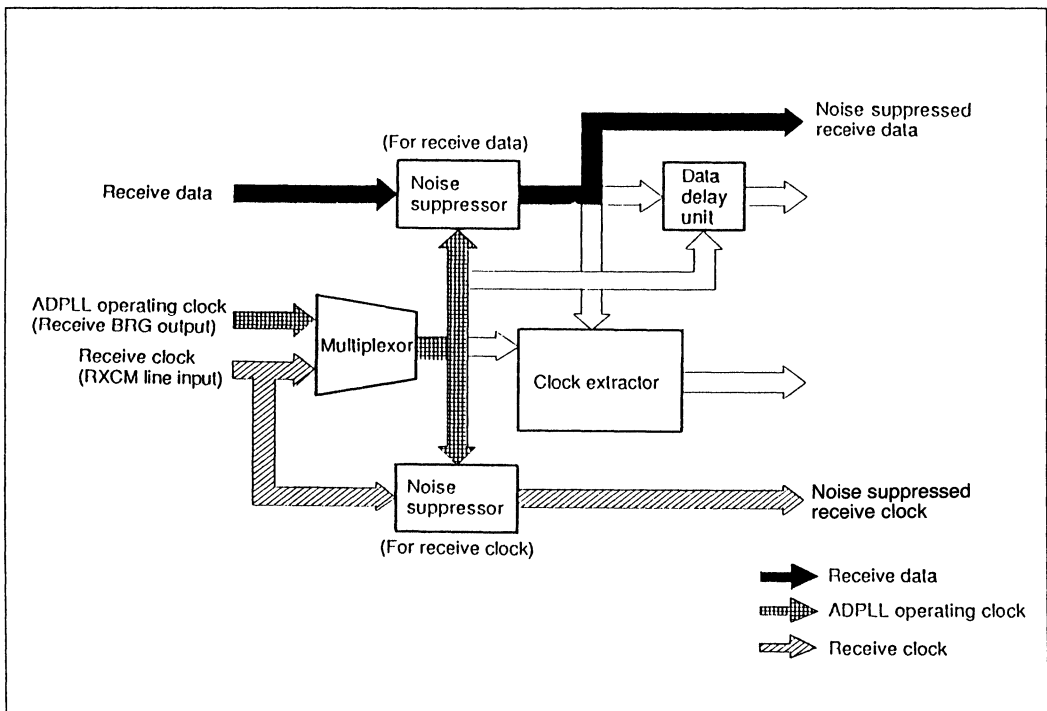 Noise suppressed
receive data
(For receive data)
Receive data
Noise
suppressor
Data
delay
unit
ADPLL operating clock
(Receive BRG output)
Multiplexor
Receive clock
(RXCM line input)
Clock extractor
Noise
suppressor
Noise suppressed
receive clock
(For receive clock)
Receive data
ADPLL operating clock
Receive clock